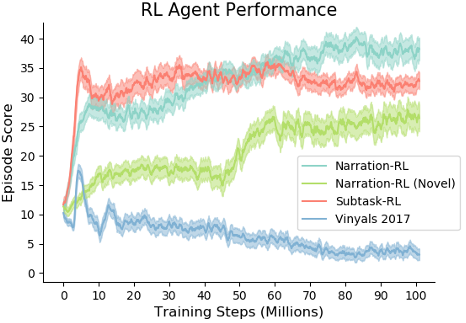 RL Agent Performance
Episode Score
40
35
30
25
20
15
10
5
0
Narration-RL
Narration-RL (Novel)
Subtask-RL
Vinyals 2017
0 10 20 30 40 50 60 70 80 90 100
Training Steps (Millions)